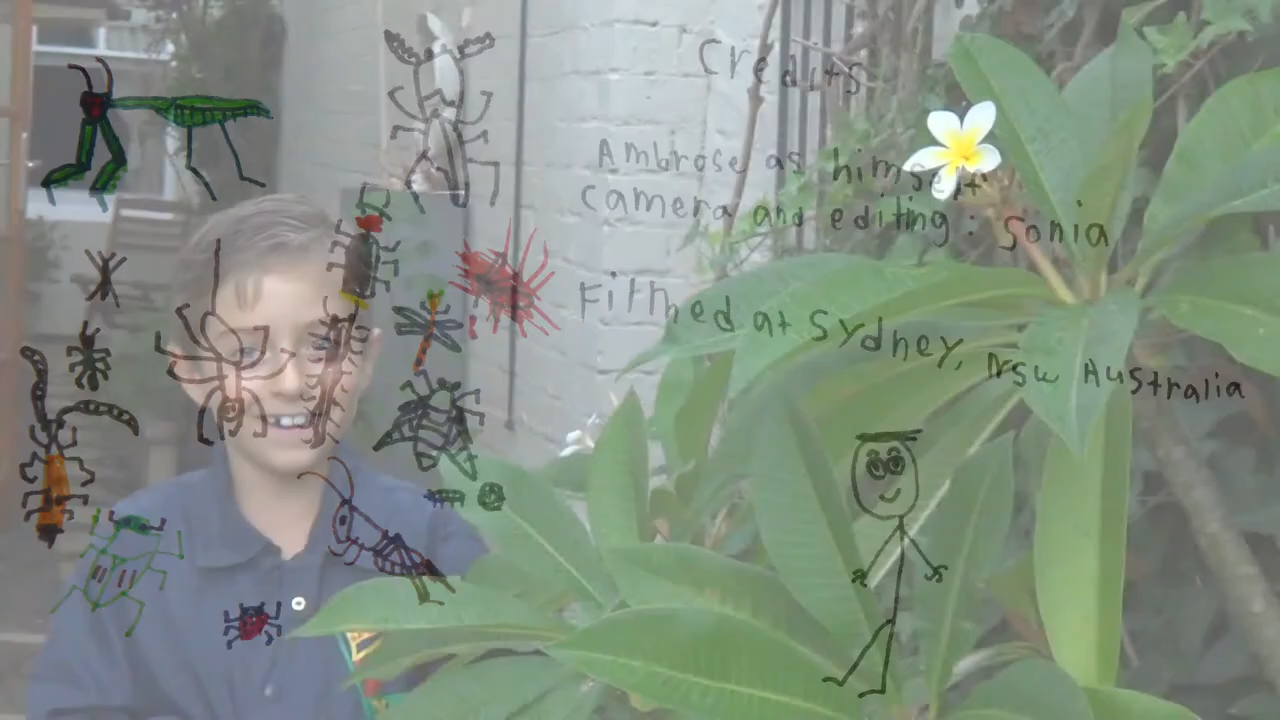 Credits
Ambrose as himself
camera and editing: Sonia
Filmed at Sydney, NSW Australia